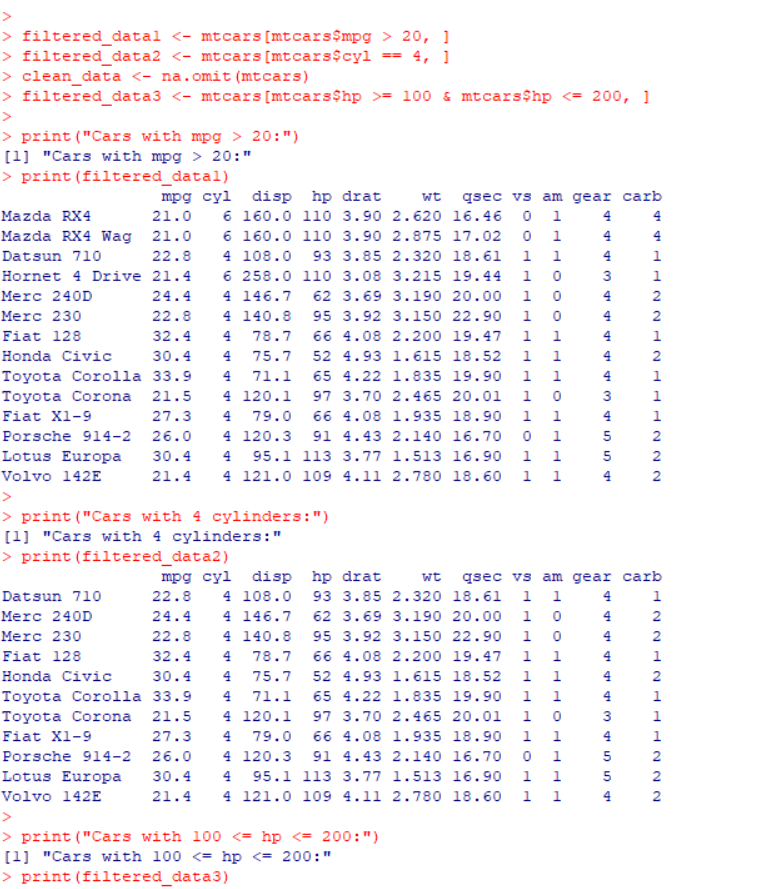 >
> filtered_data1 <- mtcars[mtcars$mpg > 20, ]
> filtered_data2 <- mtcars[mtcars$cyl == 4, ]
> clean_data <- na.omit(mtcars)
> filtered_data3 <- mtcars[mtcars$hp >= 100 & mtcars$hp <= 200, ]
>
> print("Cars with mpg > 20:")
[1] "Cars with mpg > 20:"
> print(filtered_data1)
                mpg cyl  disp  hp drat    wt  qsec vs am gear carb
Mazda RX4      21.0   6 160.0 110 3.90 2.620 16.46  0  1    4    4
Mazda RX4 Wag  21.0   6 160.0 110 3.90 2.875 17.02  0  1    4    4
Datsun 710     22.8   4 108.0  93 3.85 2.320 18.61  1  1    4    1
Hornet 4 Drive 21.4   6 258.0 110 3.08 3.215 19.44  1  0    3    1
Merc 240D      24.4   4 146.7  62 3.69 3.190 20.00  1  0    4    2
Merc 230       22.8   4 140.8  95 3.92 3.150 22.90  1  0    4    2
Fiat 128       32.4   4  78.7  66 4.08 2.200 19.47  1  1    4    1
Honda Civic    30.4   4  75.7  52 4.93 1.615 18.52  1  1    4    2
Toyota Corolla 33.9   4  71.1  65 4.22 1.835 19.90  1  1    4    1
Toyota Corona  21.5   4 120.1  97 3.70 2.465 20.01  1  0    3    1
Fiat X1-9      27.3   4  79.0  66 4.08 1.935 18.90  1  1    4    1
Porsche 914-2  26.0   4 120.3  91 4.43 2.140 16.70  0  1    5    2
Lotus Europa   30.4   4  95.1 113 3.77 1.513 16.90  1  1    5    2
Volvo 142E     21.4   4 121.0 109 4.11 2.780 18.60  1  1    4    2
>
> print("Cars with 4 cylinders:")
[1] "Cars with 4 cylinders:"
> print(filtered_data2)
                mpg cyl  disp  hp drat    wt  qsec vs am gear carb
Datsun 710     22.8   4 108.0  93 3.85 2.320 18.61  1  1    4    1
Merc 240D      24.4   4 146.7  62 3.69 3.190 20.00  1  0    4    2
Merc 230       22.8   4 140.8  95 3.92 3.150 22.90  1  0    4    2
Fiat 128       32.4   4  78.7  66 4.08 2.200 19.47  1  1    4    1
Honda Civic    30.4   4  75.7  52 4.93 1.615 18.52  1  1    4    2
Toyota Corolla 33.9   4  71.1  65 4.22 1.835 19.90  1  1    4    1
Toyota Corona  21.5   4 120.1  97 3.70 2.465 20.01  1  0    3    1
Fiat X1-9      27.3   4  79.0  66 4.08 1.935 18.90  1  1    4    1
Porsche 914-2  26.0   4 120.3  91 4.43 2.140 16.70  0  1    5    2
Lotus Europa   30.4   4  95.1 113 3.77 1.513 16.90  1  1    5    2
Volvo 142E     21.4   4 121.0 109 4.11 2.780 18.60  1  1    4    2
>
> print("Cars with 100 <= hp <= 200:")
[1] "Cars with 100 <= hp <= 200:"
> print(filtered_data3)